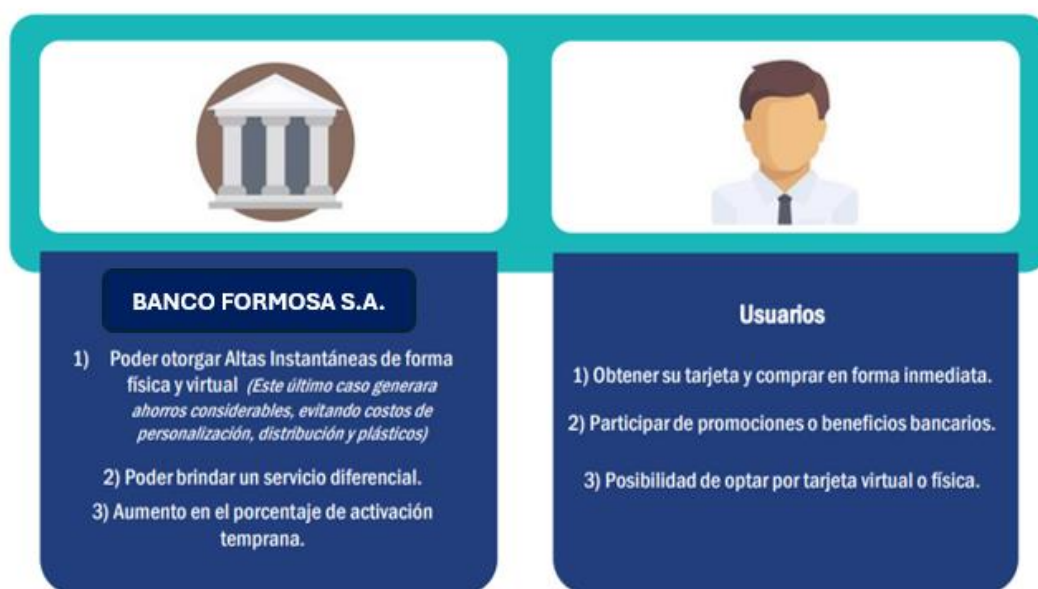 BANCO FORMOSA S.A.
1) Poder otorgar Altas Instantáneas de forma
física y virtual (Este último caso generara
ahorros considerables, evitando costos de
personalización, distribución y plásticos)
2) Poder brindar un servicio diferencial.
3) Aumento en el porcentaje de activación
temprana.
Usuarios
1) Obtener su tarjeta y comprar en forma inmediata.
2) Participar de promociones o beneficios bancarios.
3) Posibilidad de optar por tarjeta virtual o física.